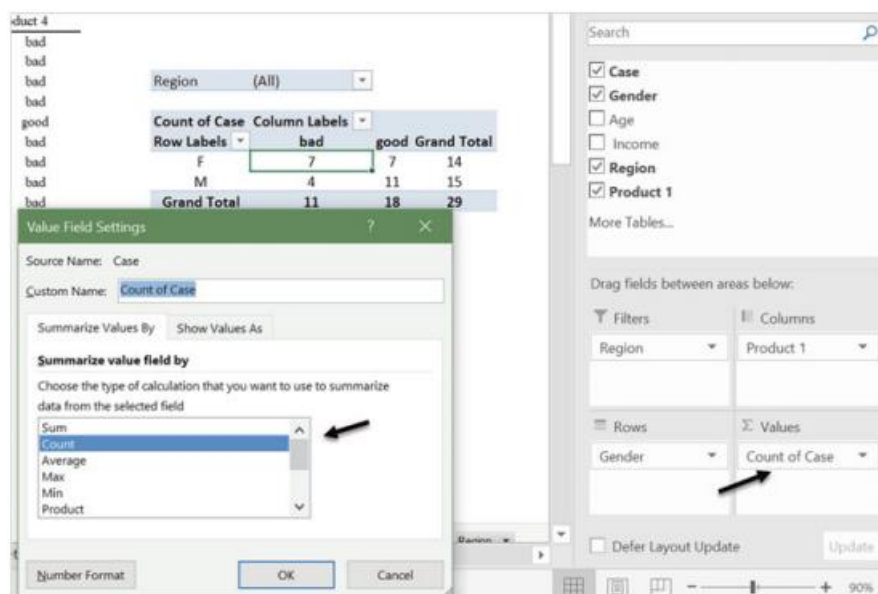 duct 4
bad
bad
bad
bad
good
bad
bad
bad
bad
Region (All)
Count of Case Column Labels
Row Labels bad good Grand Total
F 7 7 14
M 4 11 15
Grand Total 11 18 29
Value Field Settings ? ×
Source Name: Case
Custom Name: Count of Case
Summarize Values By Show Values As
Summarize value field by
Choose the type of calculation that you want to use to summarize
data from the selected field
Sum
Count
Average
Max
Min
Product
Number Format OK Cancel
Region
Search
Case
Gender
Age
Income
Region
Product 1
More Tables...
Drag fields between areas below:
Filters Columns
Region Product 1
Rows Σ Values
Gender Count of Case
Defer Layout Update Update
90%